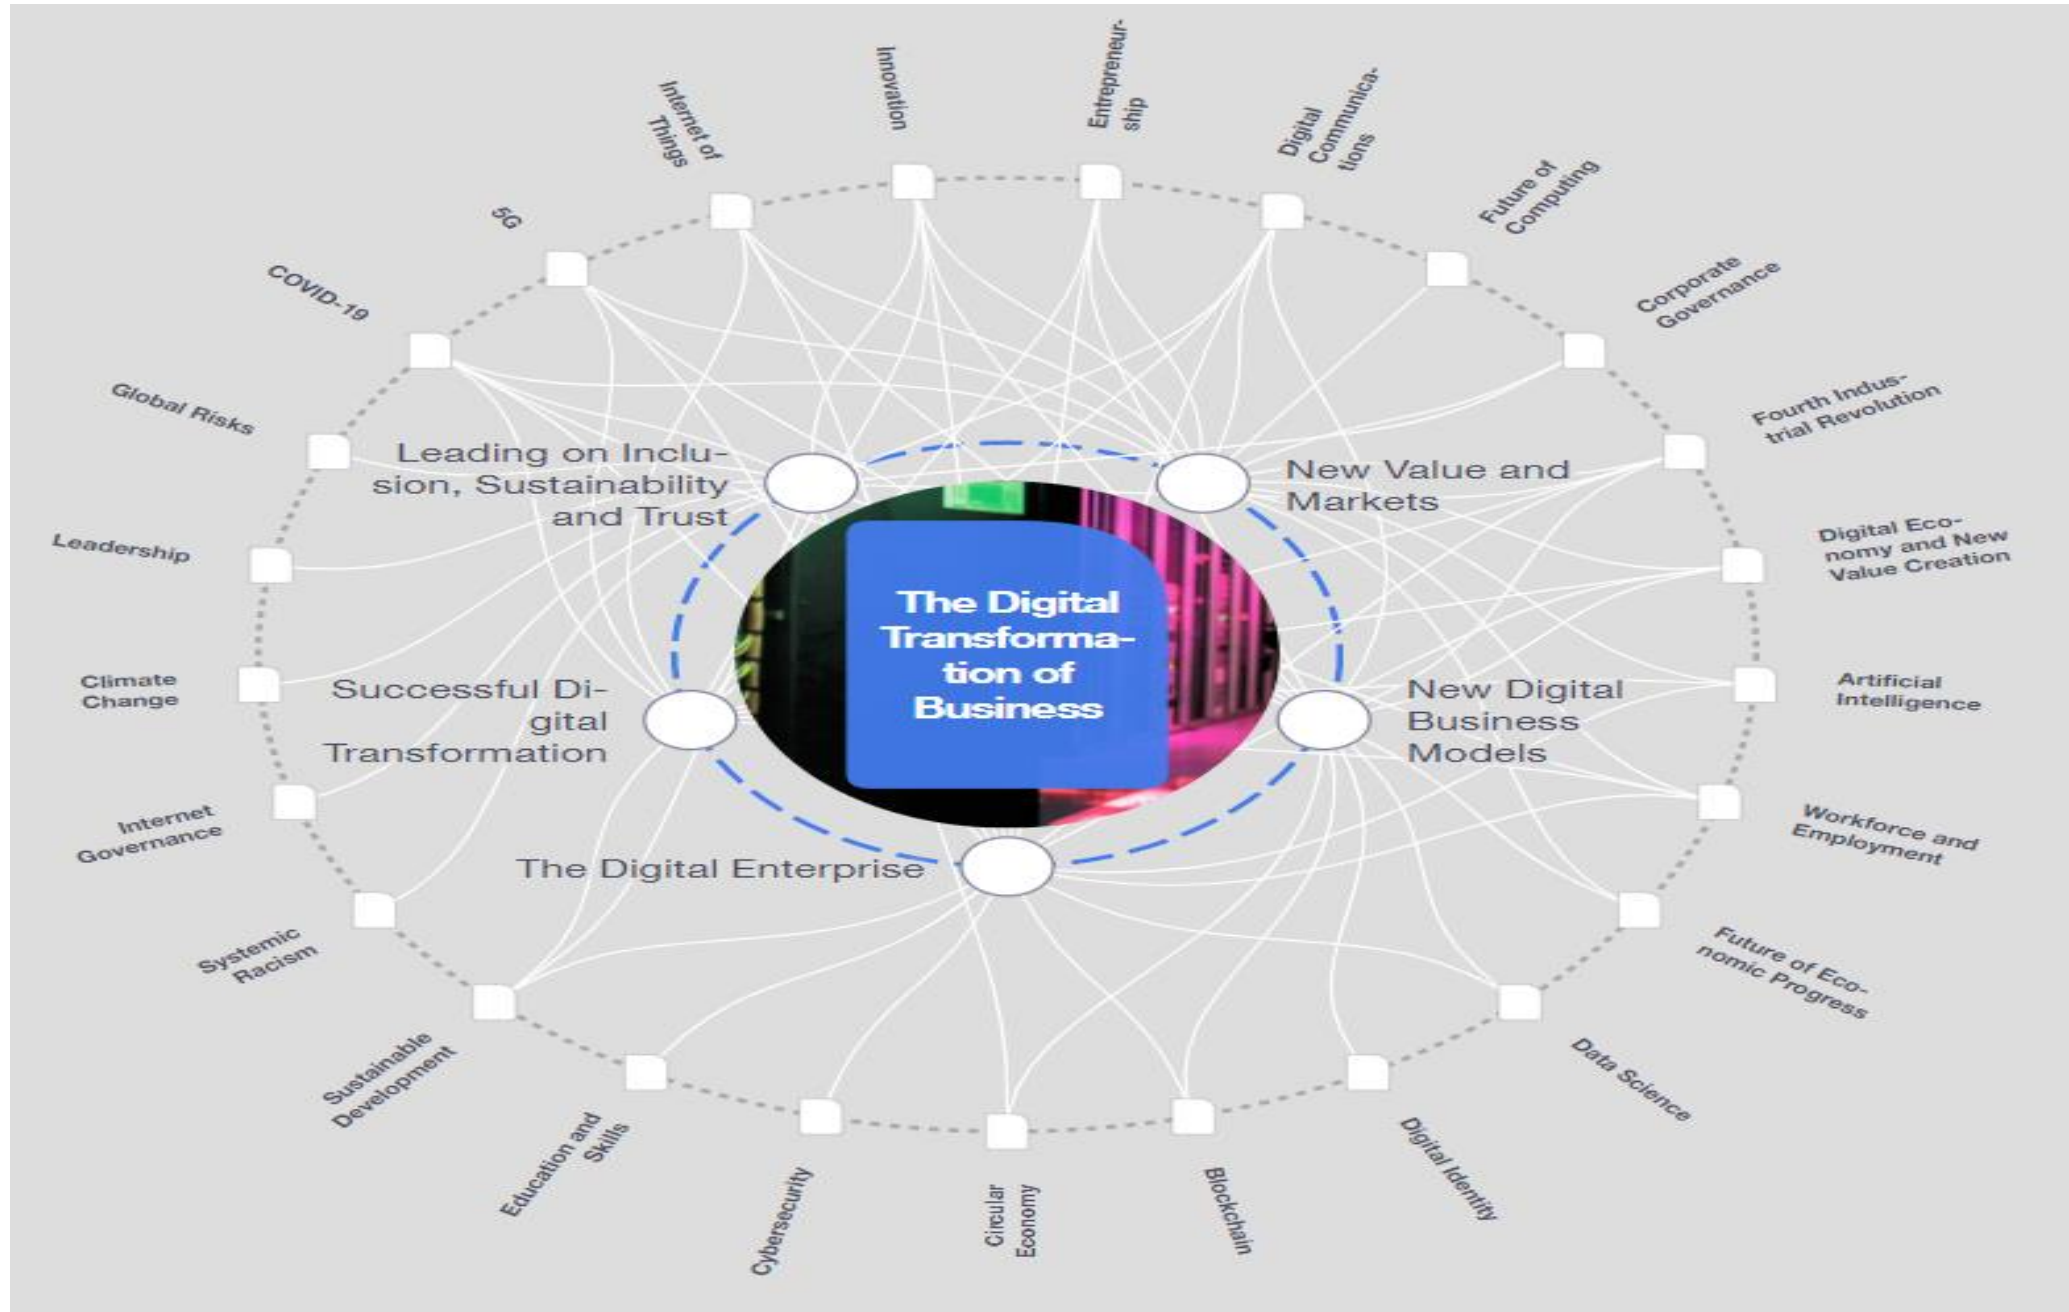 The Digital
Transforma-
tion of
Business
Leading on Inclu-
sion, Sustainability
and Trust
New Value and
Markets
Successful Di-
gital
Transformation
New Digital
Business
Models
The Digital Enterprise
Innovation
Entrepreneur-
ship
Digital
Communica-
tions
Future of
Computing
Corporate
Governance
Fourth Indus-
trial Revolution
Digital Eco-
nomy and New
Value Creation
Artificial
Intelligence
Workforce and
Employment
Future of Eco-
nomic Progress
Data Science
Digital Identity
Blockchain
Circular
Economy
Cybersecurity
Education and
Skills
Sustainable
Development
Systemic
Racism
Internet
Governance
Climate
Change
Leadership
Global Risks
COVID-19
5G
Internet of
Things